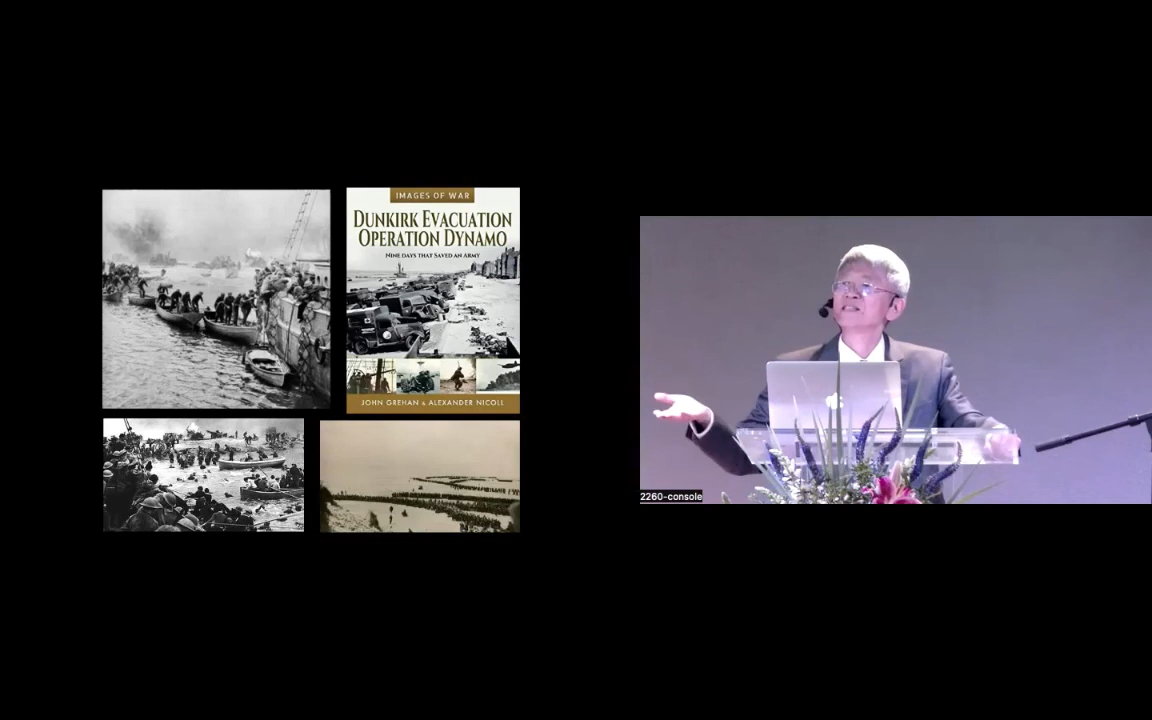 IMAGES OF WAR
DUNKIRK EVACUATION
OPERATION DYNAMO
NINE DAYS THAT SAVED AN ARMY
JOHN GREHAN & ALEXANDER NICOLL
2260-console